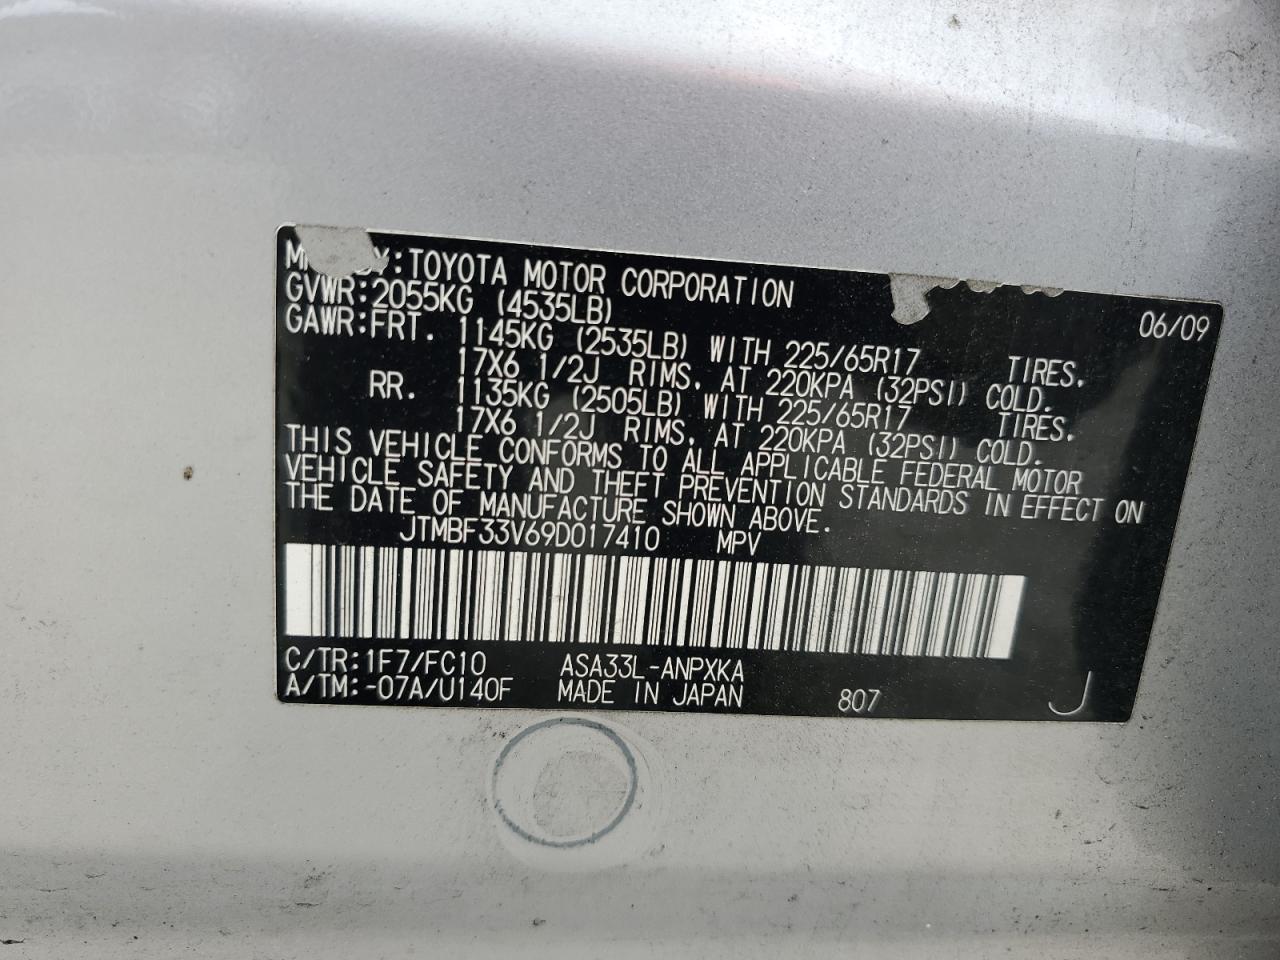 BY:TOYOTA MOTOR CORPORATION 06/09
GVWR:2055KG (4535LB)
GAWR:FRT. 1145KG (2535LB) WITH 225/65R17 TIRES.
17X6 1/2J RIMS. AT 220KPA (32PSI) COLD.
RR. 1135KG (2505LB) WITH 225/65R17 TIRES.
17X6 1/2J RIMS. AT 220KPA (32PSI) COLD.
THIS VEHICLE CONFORMS TO ALL APPLICABLE FEDERAL MOTOR
VEHICLE SAFETY AND THEFT PREVENTION STANDARDS IN EFFECT ON
THE DATE OF MANUFACTURE SHOWN ABOVE.
JTMBF33V69D017410 MPV
C/TR:1F7/FC10 ASA33L-ANPXKA
A/TM:-07A/U140F MADE IN JAPAN 807 J